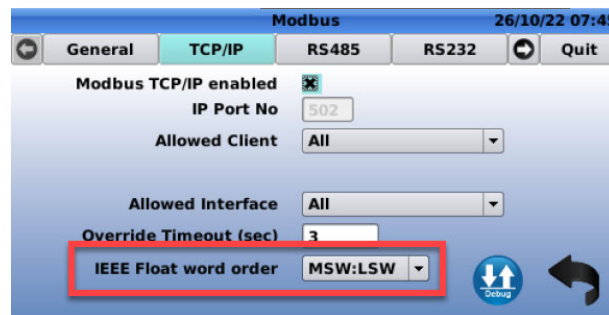 Modbus 26/10/22 07:45
General TCP/IP RS485 RS232 Quit
Modbus TCP/IP enabled
IP Port No 502
Allowed Client All
Allowed Interface All
Override Timeout (sec) 3
IEEE Float word order MSW:LSW
Debug